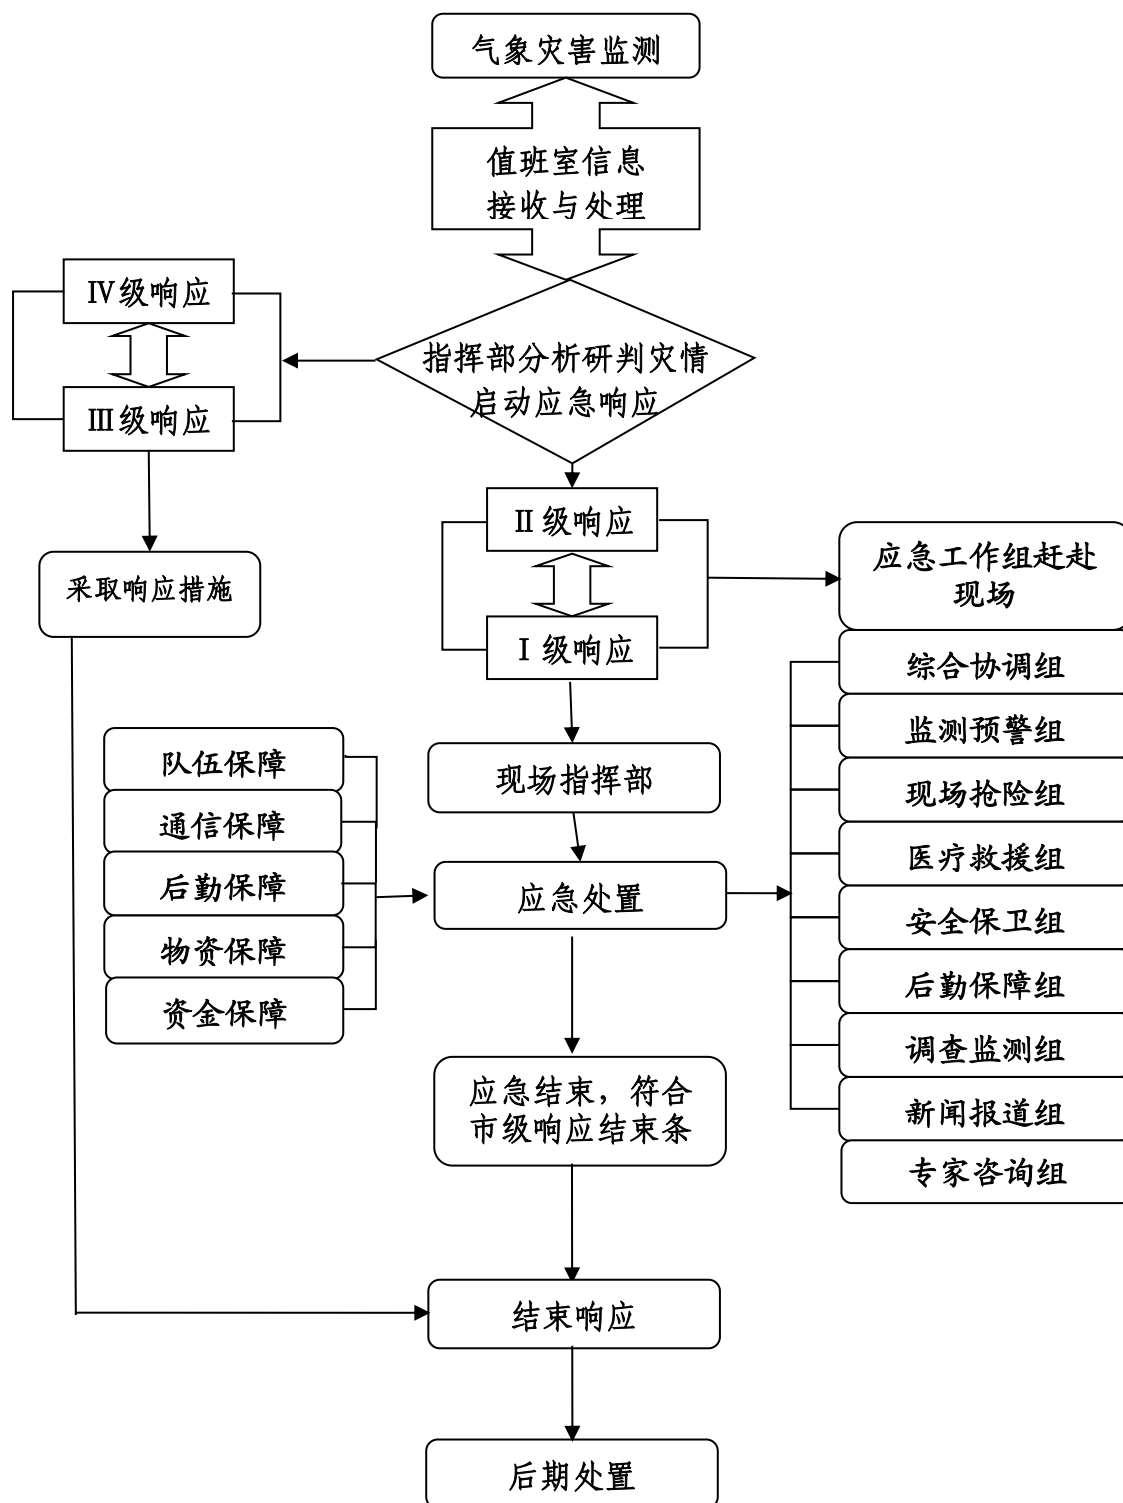 气象灾害监测
值班室信息
接收与处理
Ⅳ级响应
Ⅲ级响应
指挥部分析研判灾情
启动应急响应
采取响应措施
Ⅱ级响应
Ⅰ级响应
应急工作组赶赴
现场
综合协调组
监测预警组
现场抢险组
医疗救援组
安全保卫组
后勤保障组
调查监测组
新闻报道组
专家咨询组
现场指挥部
队伍保障
通信保障
后勤保障
物资保障
资金保障
应急处置
应急结束，符合
市级响应结束条
结束响应
后期处置